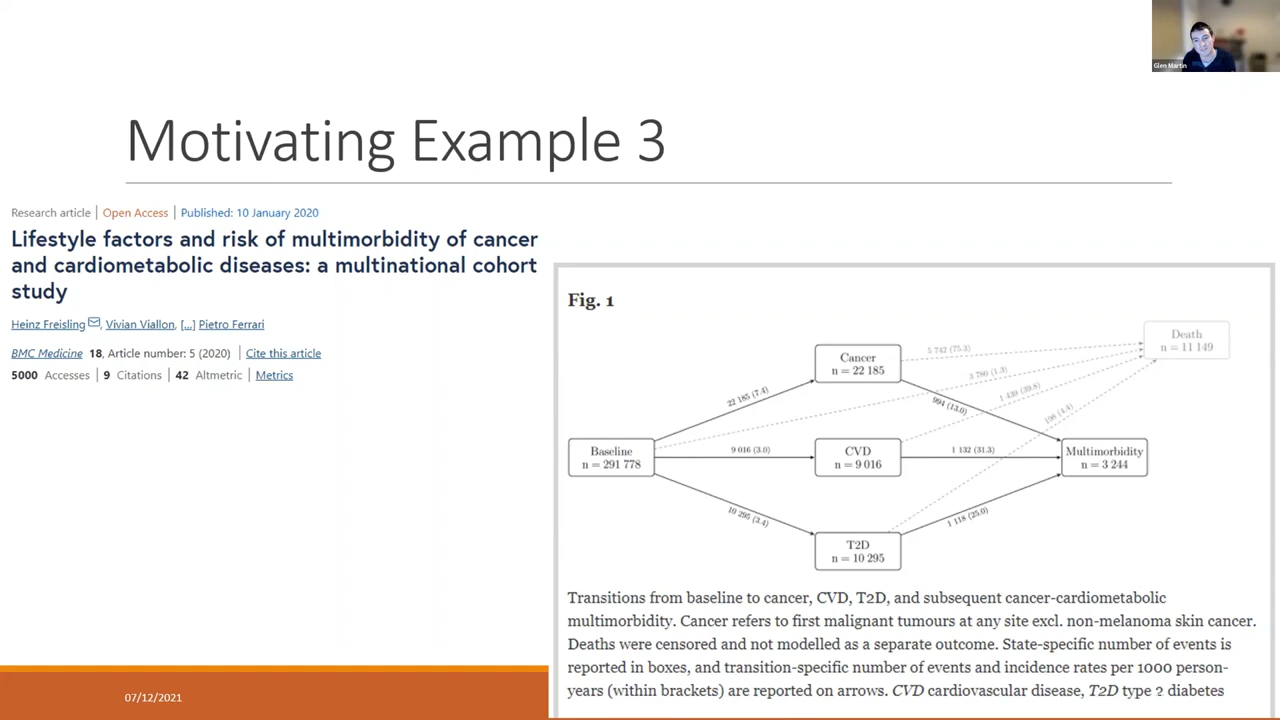 Glen Martin
Motivating Example 3
Research article | Open Access | Published: 10 January 2020
Lifestyle factors and risk of multimorbidity of cancer
and cardiometabolic diseases: a multinational cohort
study
Heinz Freisling, Vivian Viallon, [...] Pietro Ferrari
BMC Medicine 18, Article number: 5 (2020) | Cite this article
5000 Accesses | 9 Citations | 42 Altmetric | Metrics
Fig. 1
Death
n = 11 149
5 742 (75.3)
Cancer
n = 22 185
3 780 (1.3)
1 439 (39.8)
22 185 (7.4)
994 (13.0)
198 (4.4)
Baseline
n = 291 778
9 016 (3.0)
CVD
n = 9 016
1 132 (31.3)
Multimorbidity
n = 3 244
10 295 (3.4)
1 118 (25.0)
T2D
n = 10 295
Transitions from baseline to cancer, CVD, T2D, and subsequent cancer-cardiometabolic
multimorbidity. Cancer refers to first malignant tumours at any site excl. non-melanoma skin cancer.
Deaths were censored and not modelled as a separate outcome. State-specific number of events is
reported in boxes, and transition-specific number of events and incidence rates per 1000 person-
years (within brackets) are reported on arrows. CVD cardiovascular disease, T2D type 2 diabetes
07/12/2021